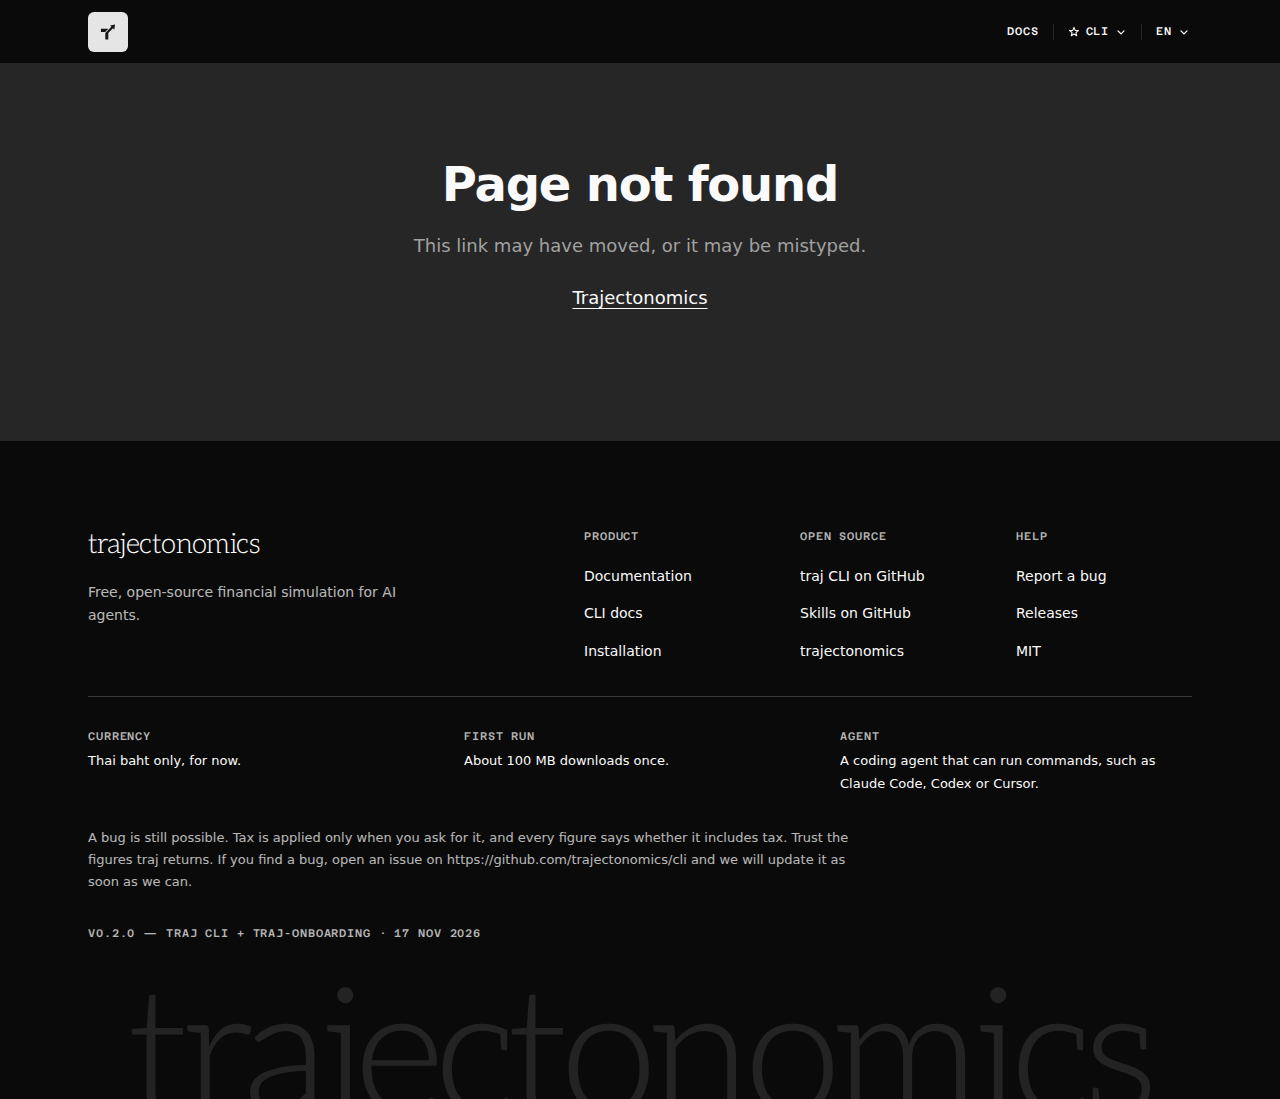 DOCS
CLI
EN
Page not found
This link may have moved, or it may be mistyped.
Trajectonomics
trajectonomics
Free, open-source financial simulation for AI
agents.
PRODUCT
Documentation
CLI docs
Installation
OPEN SOURCE
traj CLI on GitHub
Skills on GitHub
trajectonomics
HELP
Report a bug
Releases
MIT
CURRENCY
Thai baht only, for now.
FIRST RUN
About 100 MB downloads once.
AGENT
A coding agent that can run commands, such as
Claude Code, Codex or Cursor.
A bug is still possible. Tax is applied only when you ask for it, and every figure says whether it includes tax. Trust the
figures traj returns. If you find a bug, open an issue on https://github.com/trajectonomics/cli and we will update it as
soon as we can.
V0.2.0 — TRAJ CLI + TRAJ-ONBOARDING · 17 NOV 2026
trajectonomics